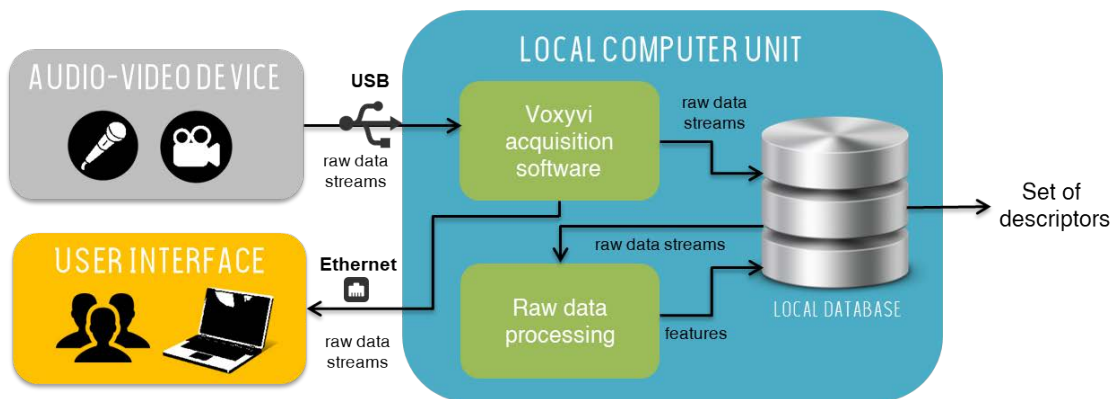 AUDIO-VIDEO DEVICE
USB
raw data
streams
LOCAL COMPUTER UNIT
Voxyvi
acquisition
software
raw data
streams
Set of
descriptors
USER INTERFACE
Ethernet
raw data
streams
raw data streams
Raw data
processing
features
LOCAL DATABASE